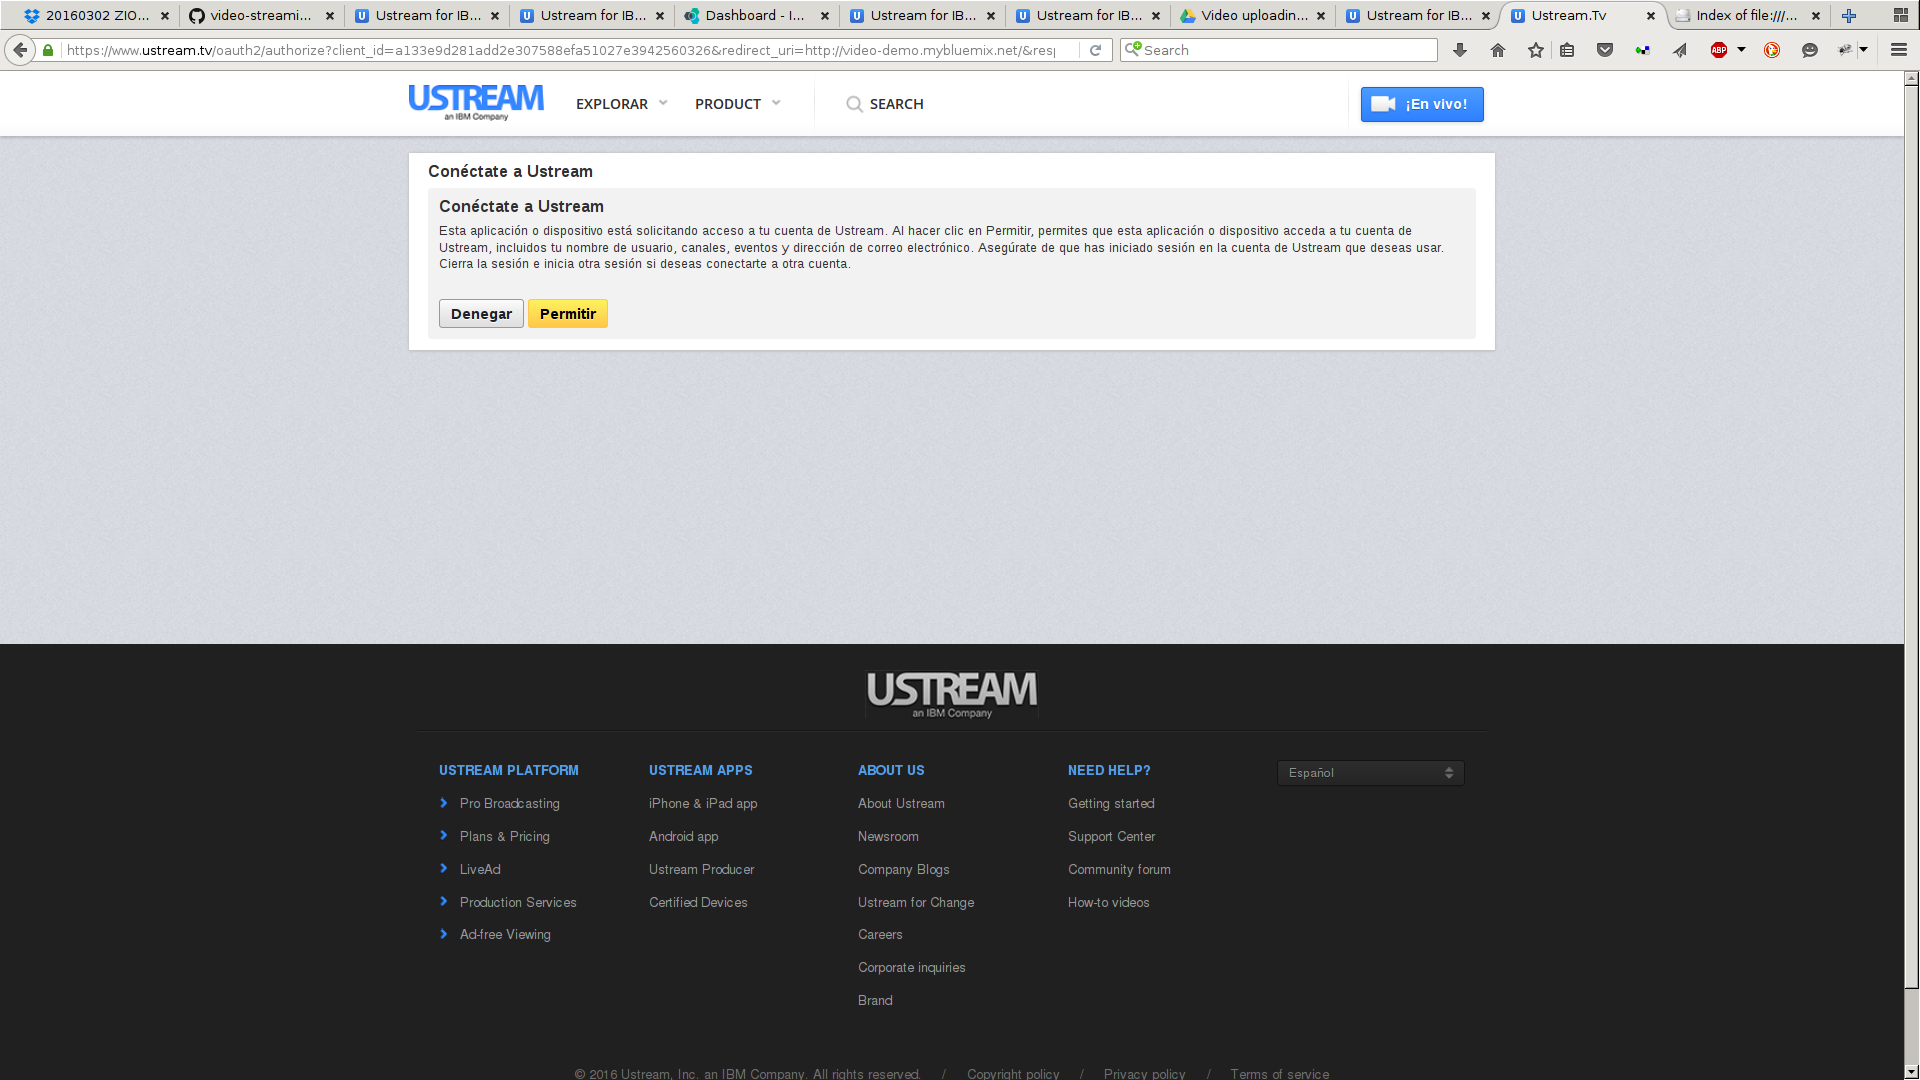 20160302 ZIO...
video-streami...
Ustream for IB...
Ustream for IB...
Dashboard - I...
Ustream for IB...
Ustream for IB...
Video uploadin...
Ustream for IB...
Ustream.Tv
Index of file:///...
https://www.ustream.tv/oauth2/authorize?client_id=a133e9d281add2e307588efa51027e3942560326&redirect_uri=http://video-demo.mybluemix.net/&resp
Search
ABP
USTREAM
an IBM Company
EXPLORAR
PRODUCT
SEARCH
¡En vivo!
Conéctate a Ustream
Conéctate a Ustream
Esta aplicación o dispositivo está solicitando acceso a tu cuenta de Ustream. Al hacer clic en Permitir, permites que esta aplicación o dispositivo acceda a tu cuenta de
Ustream, incluidos tu nombre de usuario, canales, eventos y dirección de correo electrónico. Asegúrate de que has iniciado sesión en la cuenta de Ustream que deseas usar.
Cierra la sesión e inicia otra sesión si deseas conectarte a otra cuenta.
Denegar
Permitir
USTREAM
an IBM Company
USTREAM PLATFORM
Pro Broadcasting
Plans & Pricing
LiveAd
Production Services
Ad-free Viewing
USTREAM APPS
iPhone & iPad app
Android app
Ustream Producer
Certified Devices
ABOUT US
About Ustream
Newsroom
Company Blogs
Ustream for Change
Careers
Corporate inquiries
Brand
NEED HELP?
Getting started
Support Center
Community forum
How-to videos
Español
© 2016 Ustream, Inc. an IBM Company. All rights reserved. / Copyright policy / Privacy policy / Terms of service